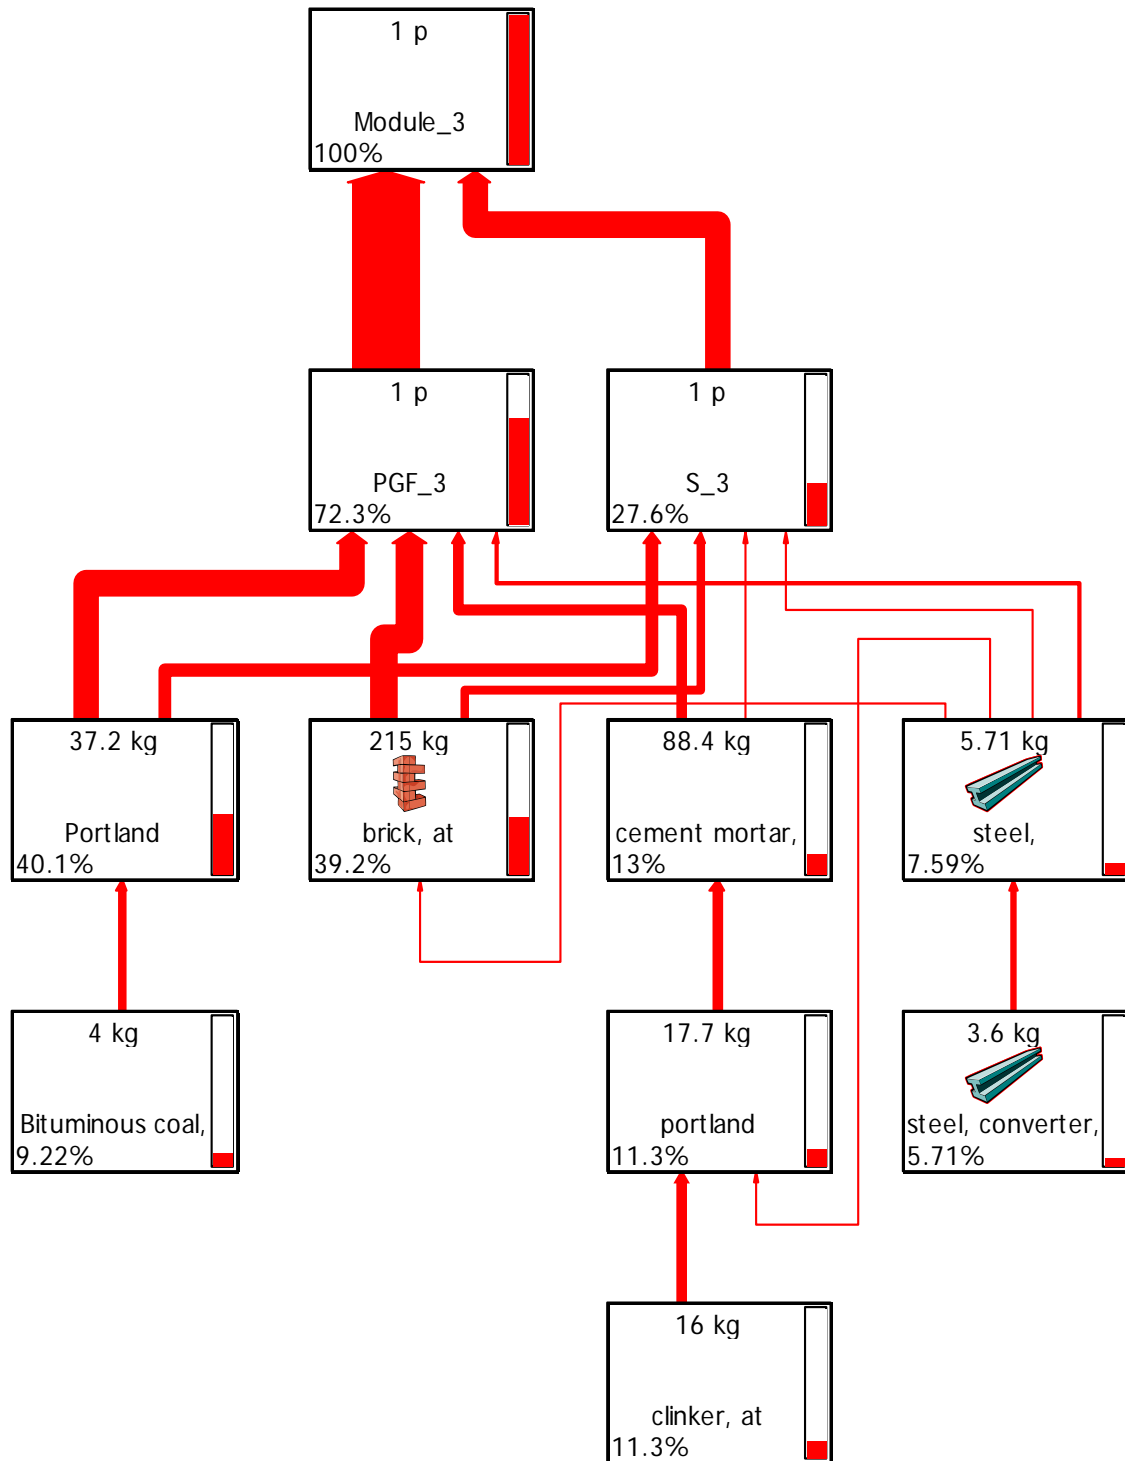 1 p
Module_3
100%
1 p
PGF_3
72.3%
1 p
S_3
27.6%
37.2 kg
Portland
40.1%
215 kg
brick, at
39.2%
88.4 kg
cement mortar,
13%
5.71 kg
steel,
7.59%
4 kg
Bituminous coal,
9.22%
17.7 kg
portland
11.3%
3.6 kg
steel, converter,
5.71%
16 kg
clinker, at
11.3%